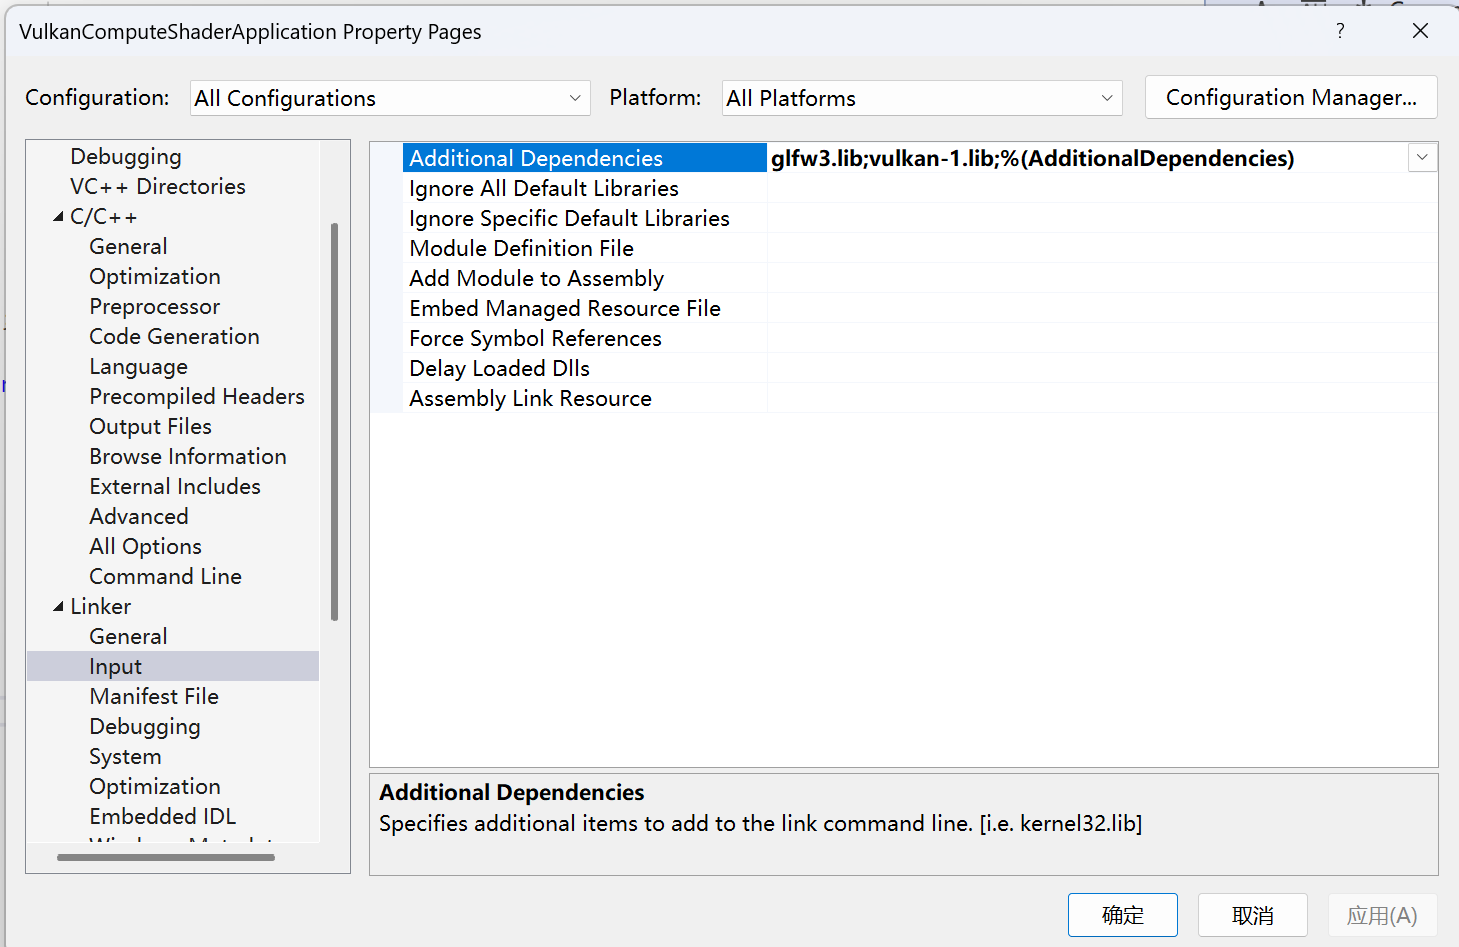 VulkanComputeShaderApplication Property Pages
?
Configuration:
All Configurations
Platform:
All Platforms
Configuration Manager...
Debugging
VC++ Directories
C/C++
General
Optimization
Preprocessor
Code Generation
Language
Precompiled Headers
Output Files
Browse Information
External Includes
Advanced
All Options
Command Line
Linker
General
Input
Manifest File
Debugging
System
Optimization
Embedded IDL
Additional Dependencies glfw3.lib;vulkan-1.lib;%(AdditionalDependencies)
Ignore All Default Libraries
Ignore Specific Default Libraries
Module Definition File
Add Module to Assembly
Embed Managed Resource File
Force Symbol References
Delay Loaded Dlls
Assembly Link Resource
Additional Dependencies
Specifies additional items to add to the link command line. [i.e. kernel32.lib]
确定
取消
应用(A)